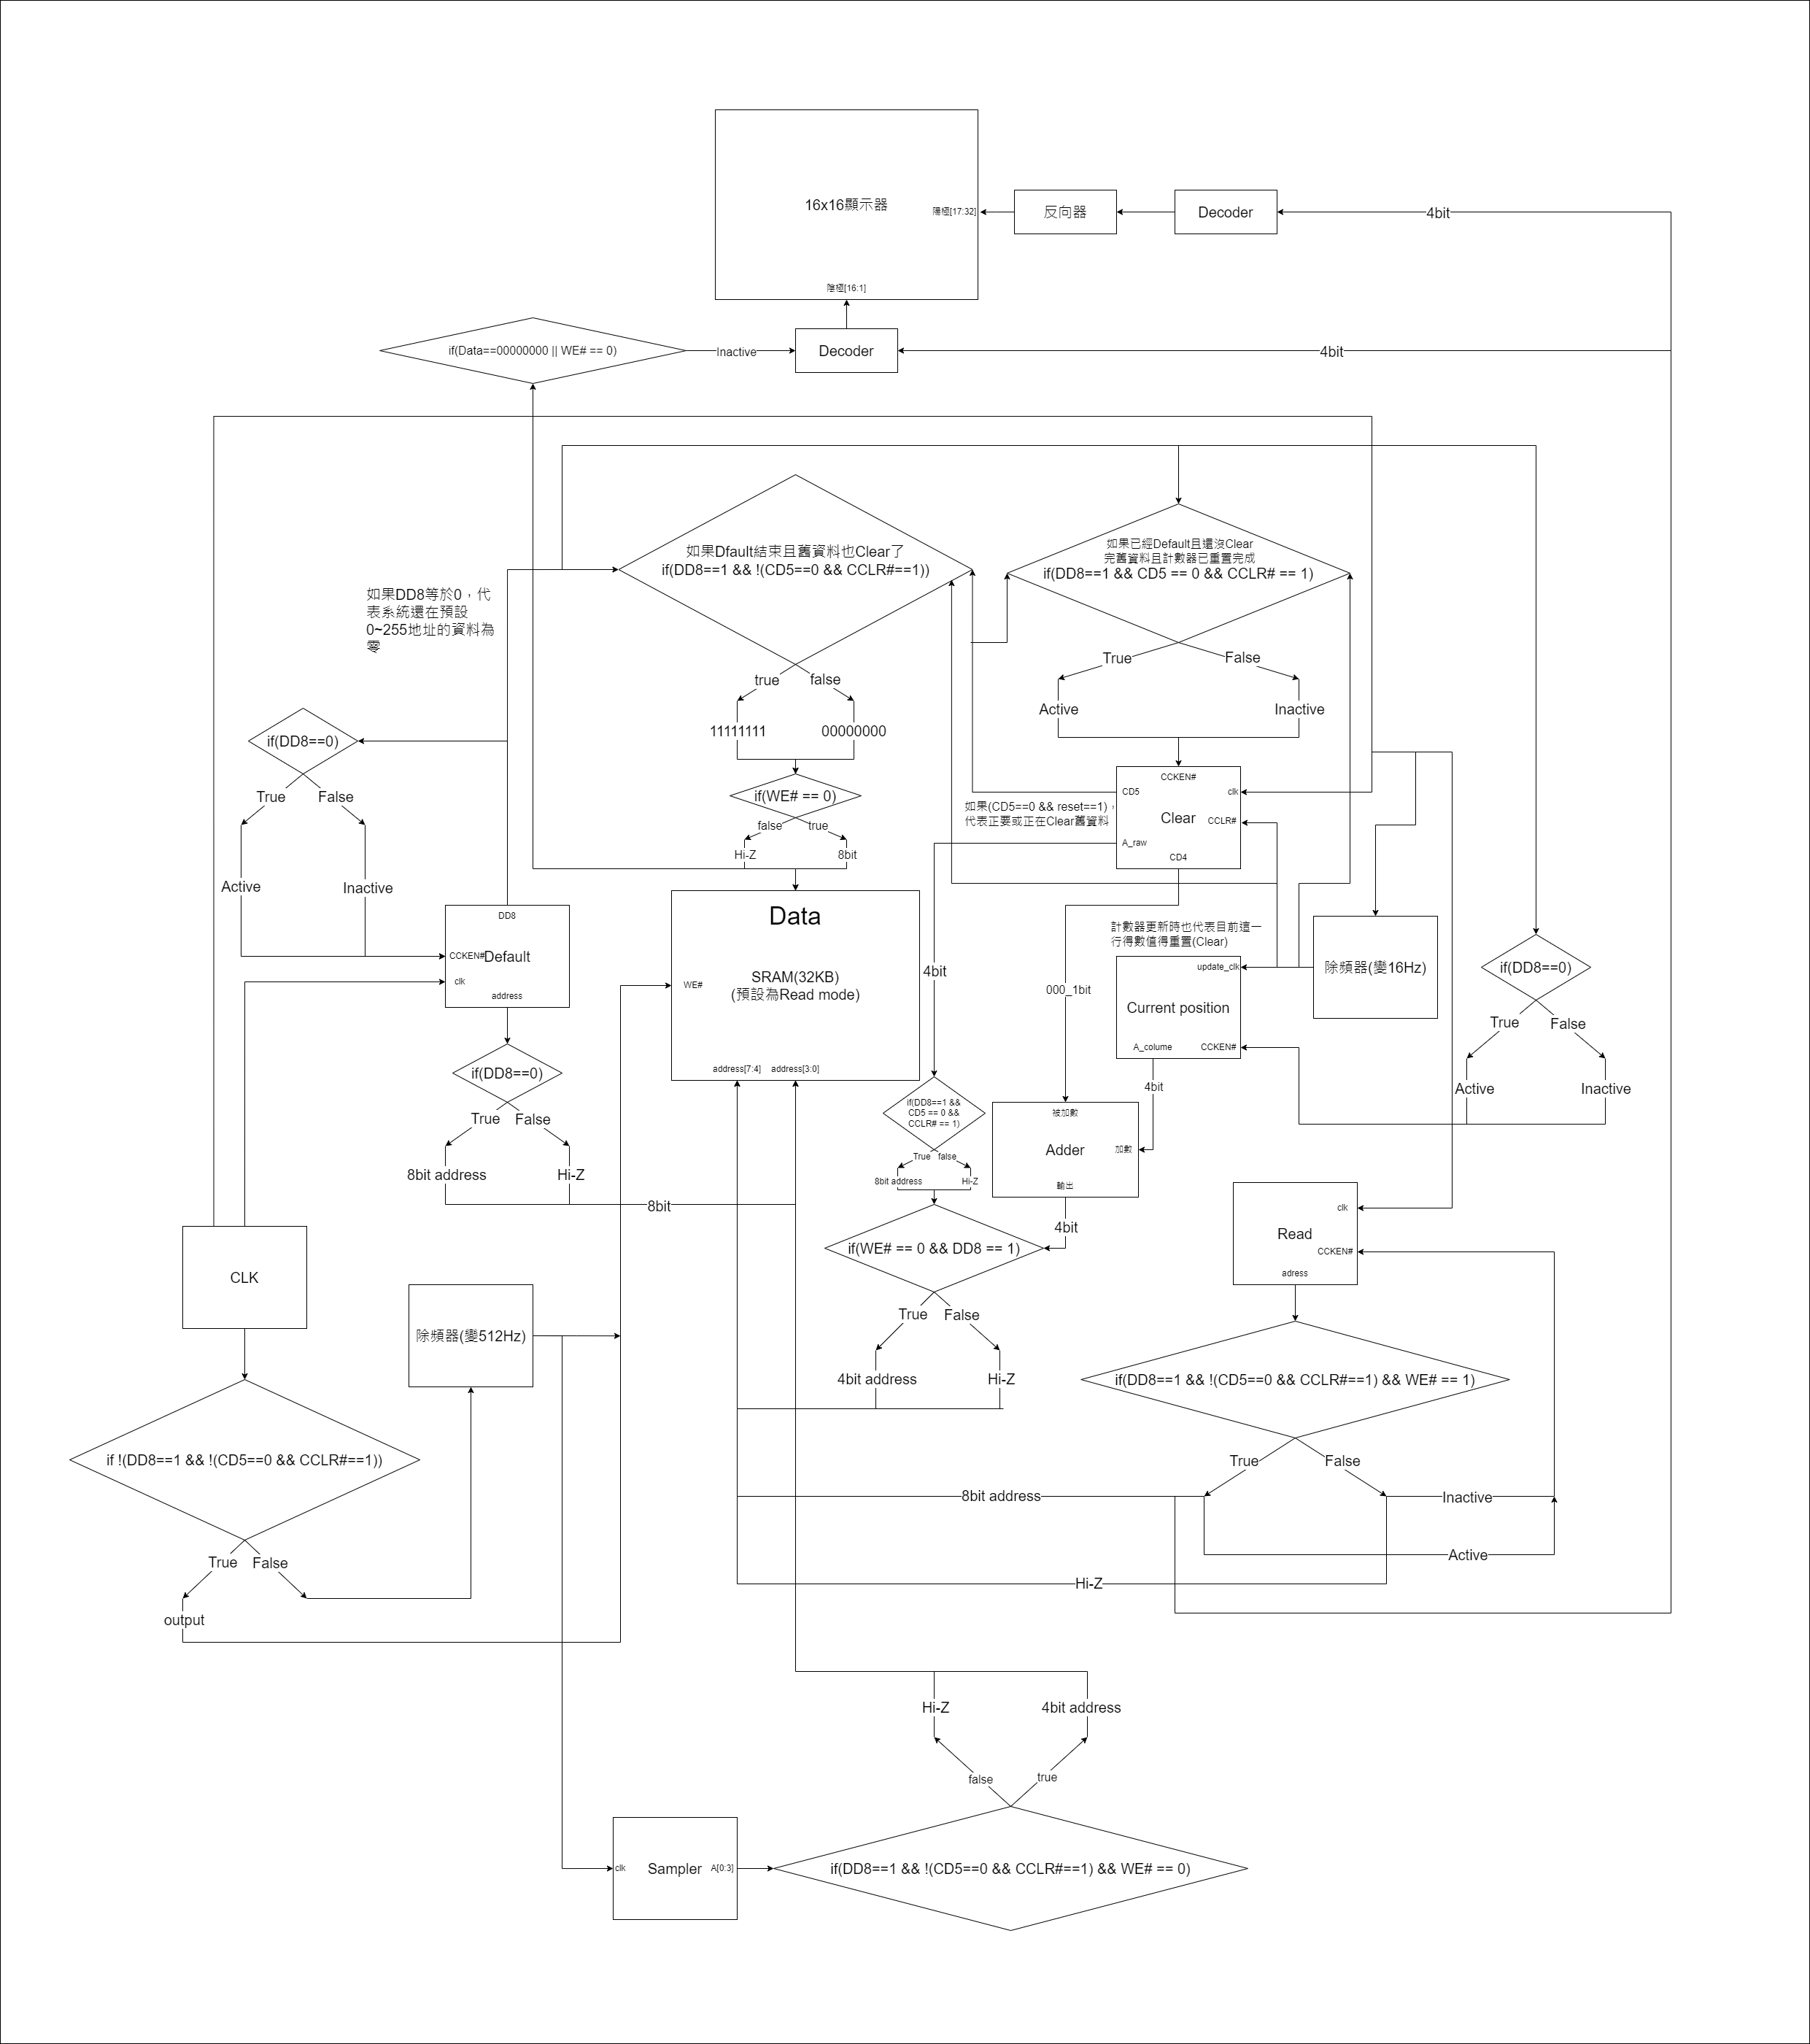 16x16顯示器
陽極[17:32]
反向器
Decoder
4bit
陰極[16:1]
if(Data==00000000 || WE# == 0)
Inactive
Decoder
4bit
如果Dfault結束且舊資料也Clear了
if(DD8==1 && !(CD5==0 && CCLR#==1))
如果已經Default且還沒Clear
完舊資料且計數器已重置完成
if(DD8==1 && CD5 == 0 && CCLR# == 1)
如果DD8等於0，代
表系統還在預設
0~255地址的資料為
零
true
false
11111111
00000000
True
False
Active
Inactive
if(DD8==0)
True
False
Active
Inactive
if(WE# == 0)
false
true
Hi-Z
8bit
CCKEN#
CD5
clk
Clear
CCLR#
A_raw
CD4
如果(CD5==0 && reset==1)，
代表正要或正在Clear舊資料
DD8
CCKEN#
Default
clk
address
Data
SRAM(32KB)
(預設為Read mode)
WE#
address[7:4]
address[3:0]
4bit
000_1bit
計數器更新時也代表目前這一
行得數值得重置(Clear)
update_clk
Current position
A_colume
CCKEN#
除頻器(變16Hz)
if(DD8==0)
True
False
Active
Inactive
4bit
if(DD8==0)
True
False
8bit address
Hi-Z
8bit
if(DD8==1 &&
CD5 == 0 &&
CCLR# == 1)
True
false
8bit address
Hi-Z
被加數
Adder
加數
輸出
4bit
if(WE# == 0 && DD8 == 1)
True
False
4bit address
Hi-Z
clk
Read
CCKEN#
adress
if(DD8==1 && !(CD5==0 && CCLR#==1) && WE# == 1)
True
False
8bit address
Inactive
Active
Hi-Z
CLK
除頻器(變512Hz)
if !(DD8==1 && !(CD5==0 && CCLR#==1))
True
False
output
Hi-Z
4bit address
false
true
clk
Sampler
A[0:3]
if(DD8==1 && !(CD5==0 && CCLR#==1) && WE# == 0)